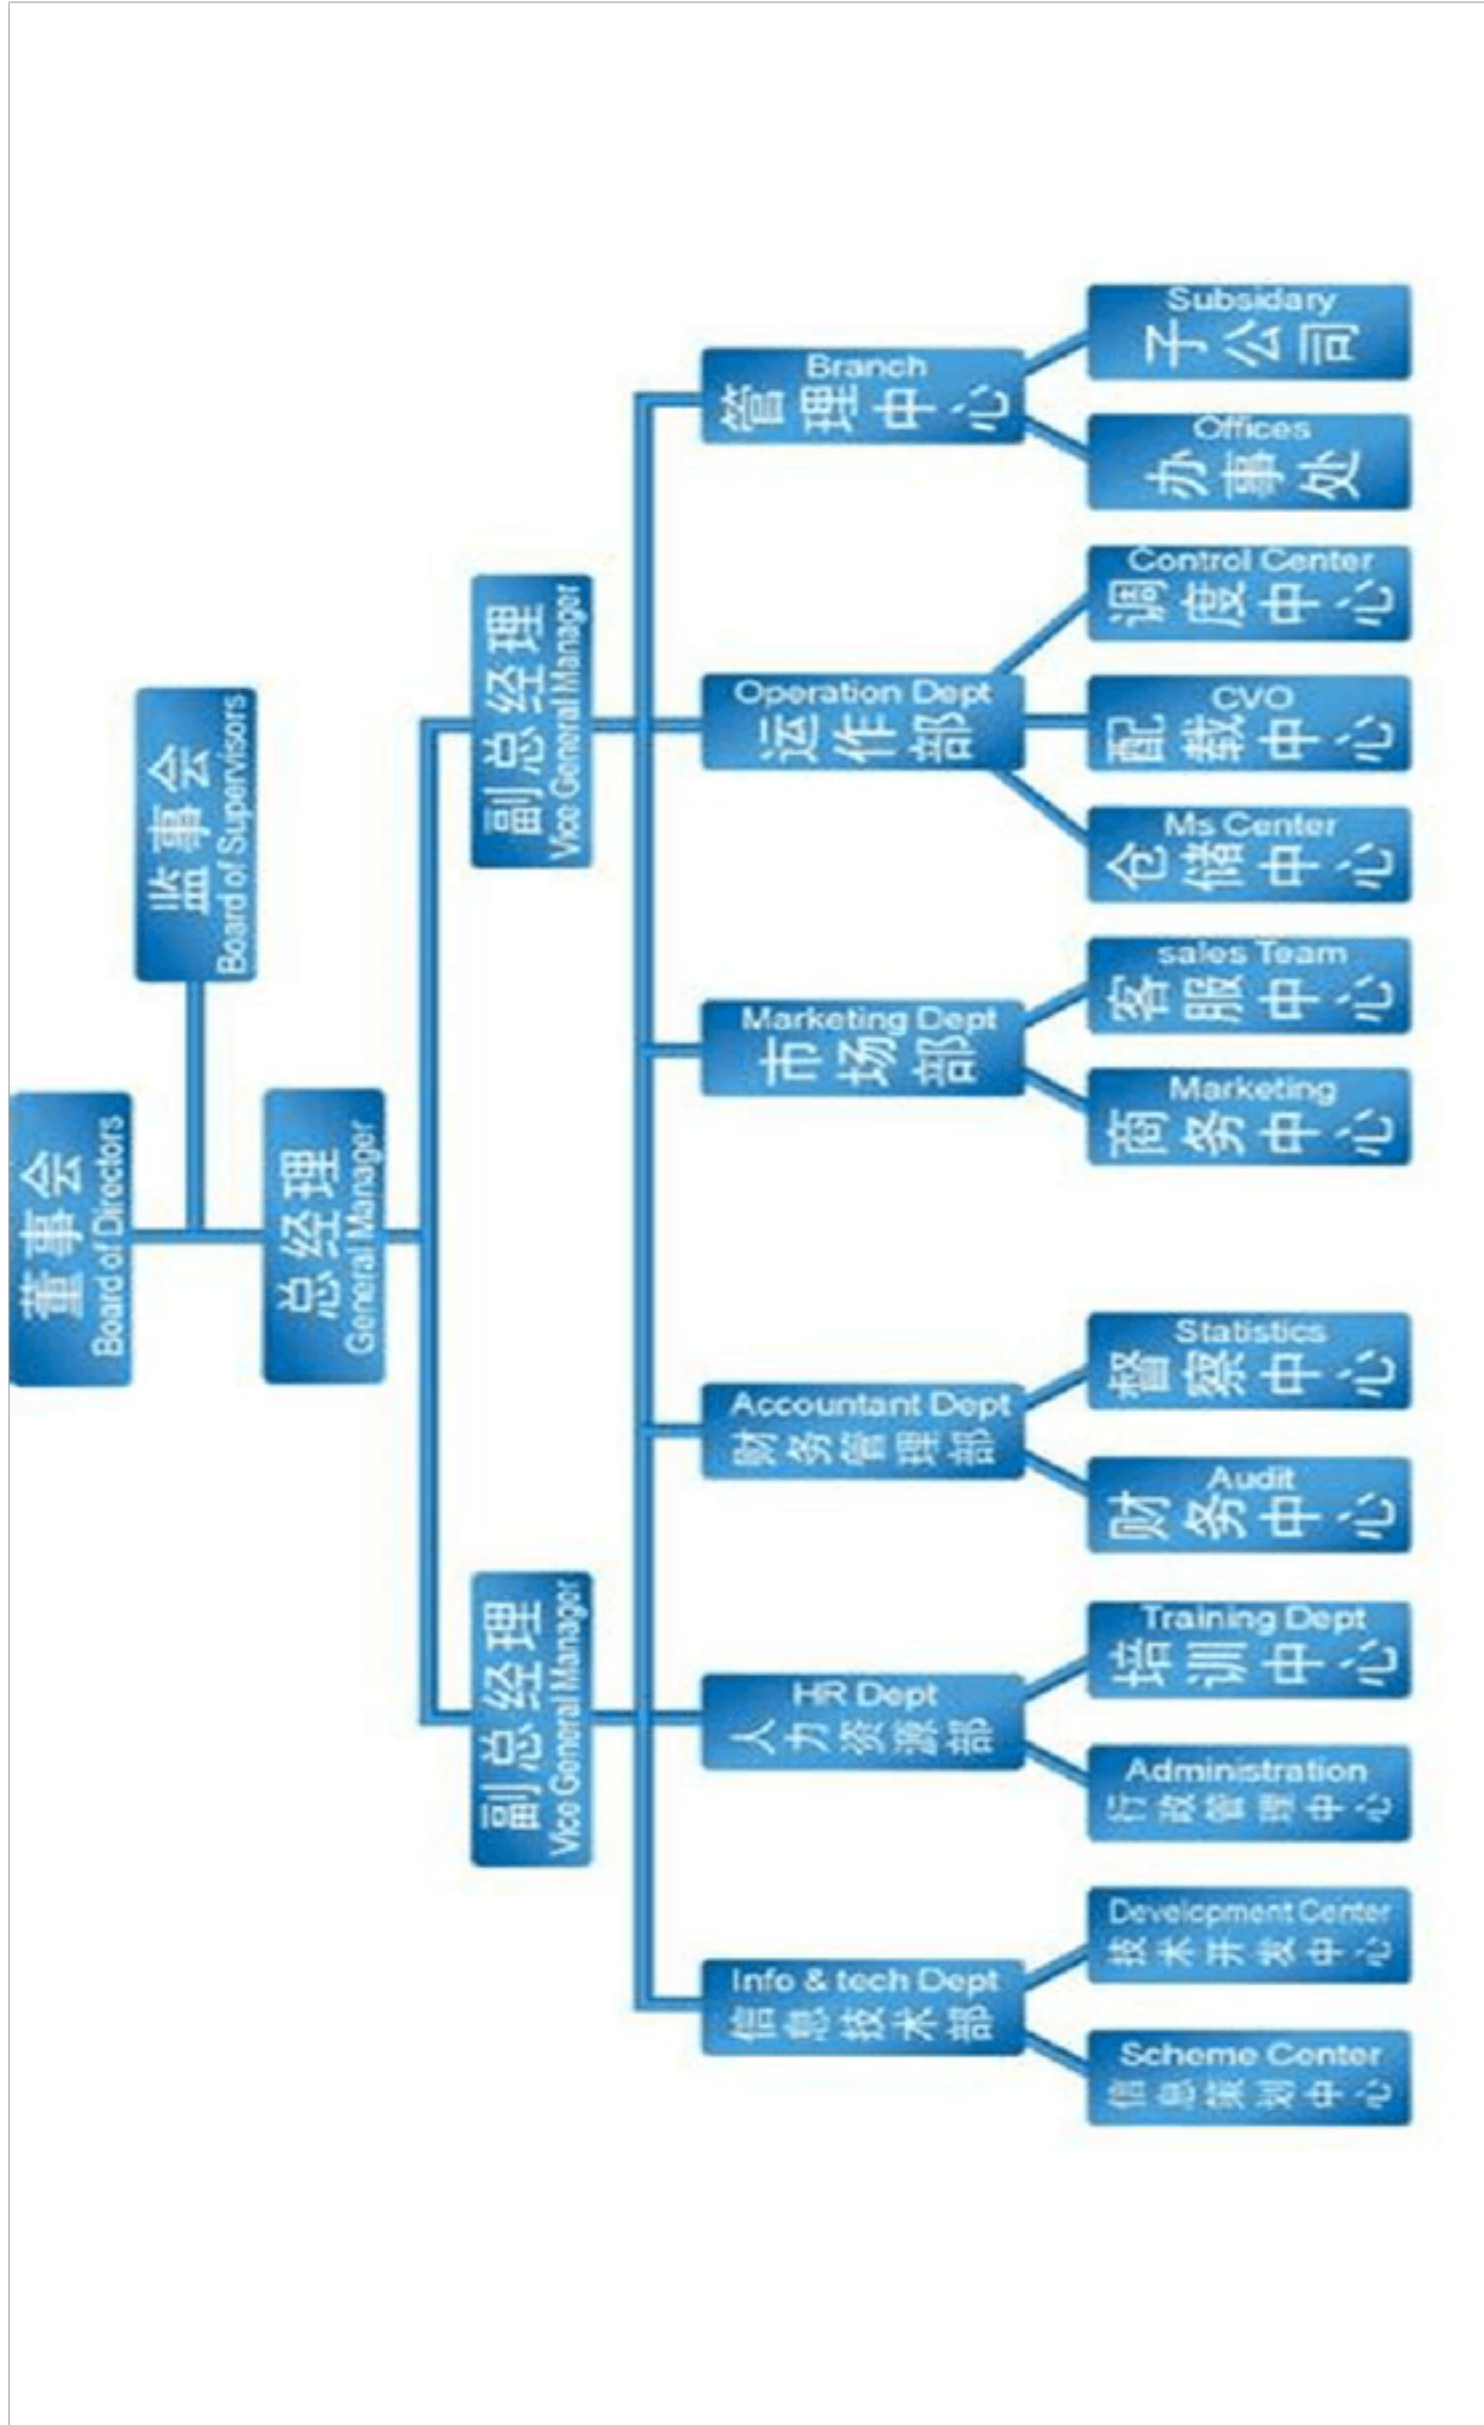 董事会
Board of Directors
监事会
Board of Supervisors
总经理
General Manager
副总经理
Vice General Manager
副总经理
Vice General Manager
Info & tech Dept
信息技术部
HR Dept
人力资源部
Accountant Dept
财务管理部
Marketing Dept
市场部
Operation Dept
运作部
Branch
管理中心
Scheme Center
信息策划中心
Development Center
技术开发中心
Administration
行政管理中心
Training Dept
培训中心
Audit
财务中心
Statistics
督察中心
Marketing
商务中心
sales Team
客服中心
Ms Center
仓储中心
CVO
配载中心
Control Center
调度中心
Offices
办事处
Subsidary
子公司